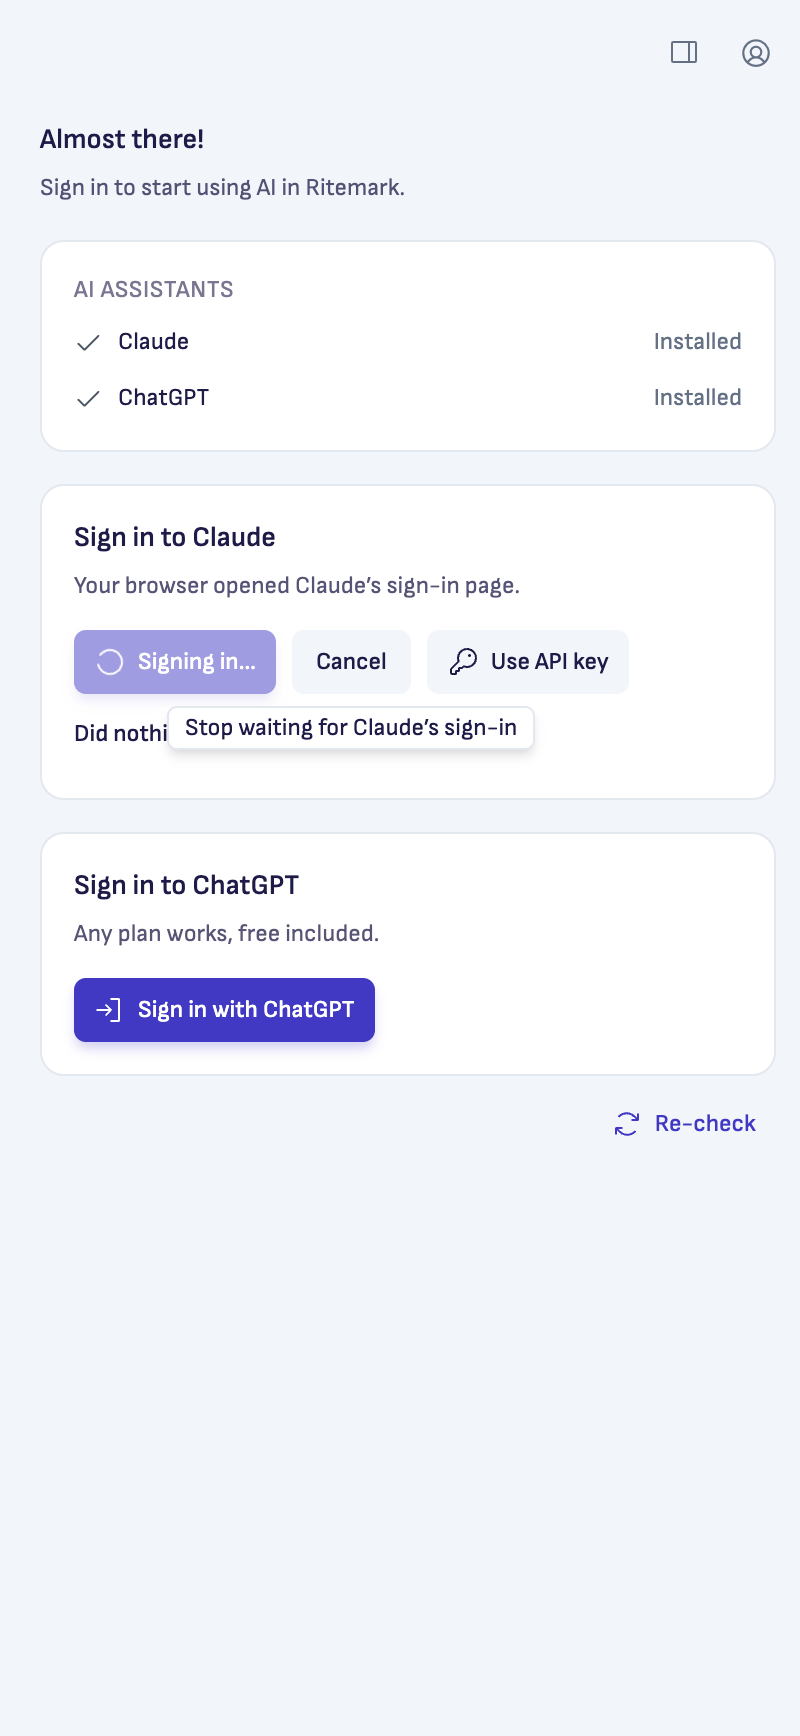 Almost there!
Sign in to start using AI in Ritemark.
AI ASSISTANTS
Claude Installed
ChatGPT Installed
Sign in to Claude
Your browser opened Claude’s sign-in page.
Signing in... Cancel Use API key
Did
Stop waiting for Claude’s sign-in
Sign in to ChatGPT
Any plan works, free included.
Sign in with ChatGPT
Re-check